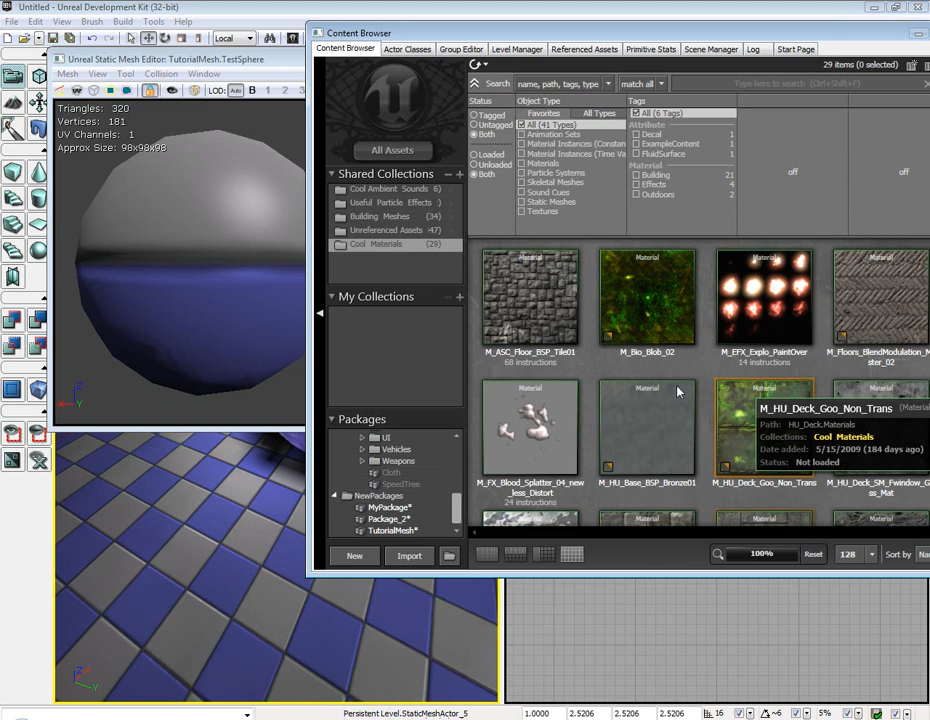 Untitled - Unreal Development Kit (32-bit)
File Edit View Brush Build Tools Help
Local
Unreal Static Mesh Editor: TutorialMesh.TestSphere
Mesh View Tool Collision Window
LOD: Auto B 1 2 3
Triangles: 320
Vertices: 181
UV Channels: 1
Approx Size: 98x98x98
Z
Y
Content Browser
Content Browser Actor Classes Group Editor Level Manager Referenced Assets Primitive Stats Scene Manager Log Start Page
29 items (0 selected)
Search name, path, tags, type match all Type here to search (Ctrl+Shift+F)
Status
Tagged
Untagged
Both
Loaded
Unloaded
Both
Object Type
Favorites All Types
All (41 Types)
Animation Sets
Material Instances (Constan
Material Instances (Time Va
Materials
Particle Systems
Skeletal Meshes
Sound Cues
Static Meshes
Textures
Tags
All (6 Tags)
Attribute
Decal 1
ExampleContent 1
FluidSurface 1
Material
Building 21
Effects 4
Outdoors 2
off
off
All Assets
Shared Collections
Cool Ambient Sounds 6)
Useful Particle Effects )
Building Meshes (34)
Unreferenced Assets 47)
Cool Materials (29)
My Collections
Packages
UI
Vehicles
Weapons
Cloth
SpeedTree
NewPackages
MyPackage*
Package_2*
TutorialMesh*
New Import
Material
M_ASC_Floor_BSP_Tile01
68 instructions
Material
M_Bio_Blob_02
Material
M_EFX_Explo_PaintOver
14 instructions
M_Floors_BlendModulation_M
ster_02
Material
M_FX_Blood_Splatter_04_new
_less_Distort
24 instructions
Material
M_HU_Base_BSP_Bronze01
Material
M_HU_Deck_Goo_Non_Trans
Material
M_HU_Deck_SM_Fwindow_G
ss_Mat
M_HU_Deck_Goo_Non_Trans (Material
Path: HU_Deck.Materials
Collections: Cool Materials
Date added: 5/15/2009 (184 days ago)
Status: Not loaded
Material
Material
Material
100% Reset 128 Sort by Na
Z
Y
Persistent Level.StaticMeshActor_5 1.0000 2.5206 2.5206 2.5206 16 ~6 5%